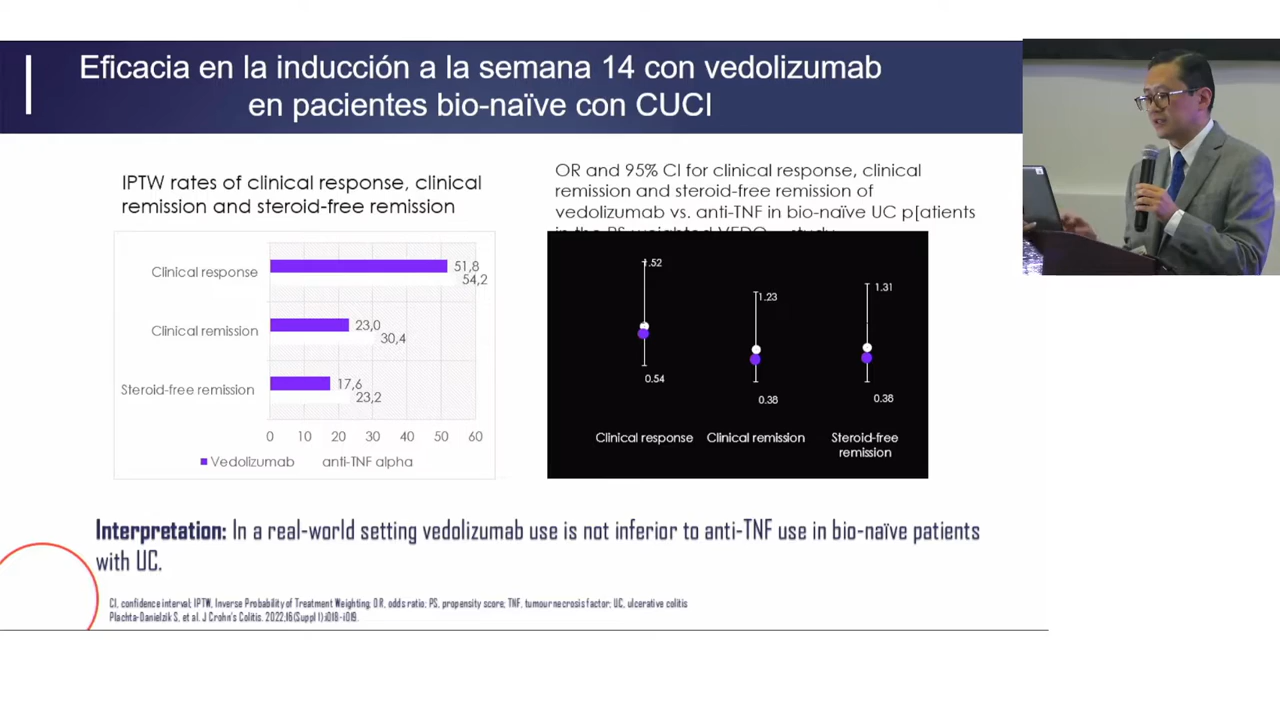 Eficacia en la inducción a la semana 14 con vedolizumab
en pacientes bio-naïve con CUCI
IPTW rates of clinical response, clinical
remission and steroid-free remission
Clinical response
51,8
54,2
Clinical remission
23,0
30,4
Steroid-free remission
17,6
23,2
0 10 20 30 40 50 60
Vedolizumab anti-TNF alpha
OR and 95% CI for clinical response, clinical
remission and steroid-free remission of
vedolizumab vs. anti-TNF in bio-naïve UC p[atients
in the PS weighted VEDO study
1.52
1.23
1.31
0.54
0.38
0.38
Clinical response Clinical remission Steroid-free
remission
Interpretation: In a real-world setting vedolizumab use is not inferior to anti-TNF use in bio-naïve patients
with UC.
CI, confidence interval; IPTW, Inverse Probability of Treatment Weighting; OR, odds ratio; PS, propensity score; TNF, tumour necrosis factor; UC, ulcerative colitis
Plachta-Danielzik S, et al. J Crohn's Colitis. 2022;16(Suppl 1):i018-i019.